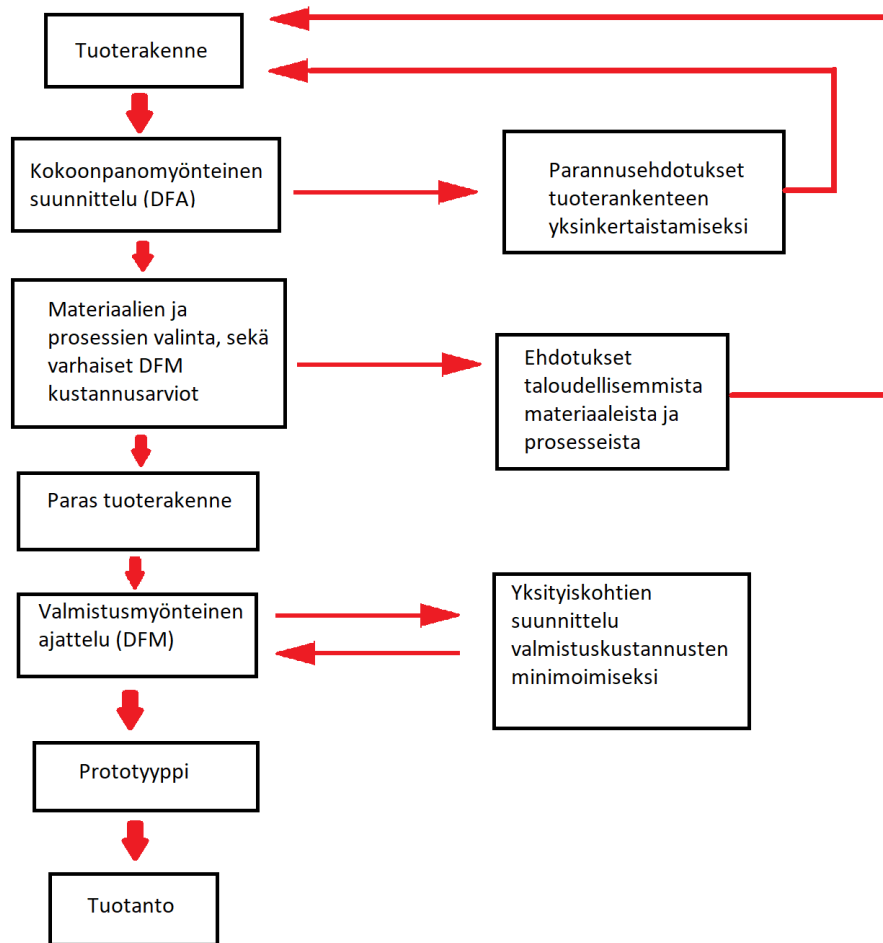 Tuoterakenne
Kokoonpanomyönteinen
suunnittelu (DFA)
Parannusehdotukset
tuoterankenteen
yksinkertaistamiseksi
Materiaalien ja
prosessien valinta, sekä
varhaiset DFM
kustannusarviot
Ehdotukset
taloudellisemmista
materiaaleista ja
prosesseista
Paras tuoterakenne
Valmistusmyönteinen
ajattelu (DFM)
Yksityiskohtien
suunnittelu
valmistuskustannusten
minimoimiseksi
Prototyyppi
Tuotanto